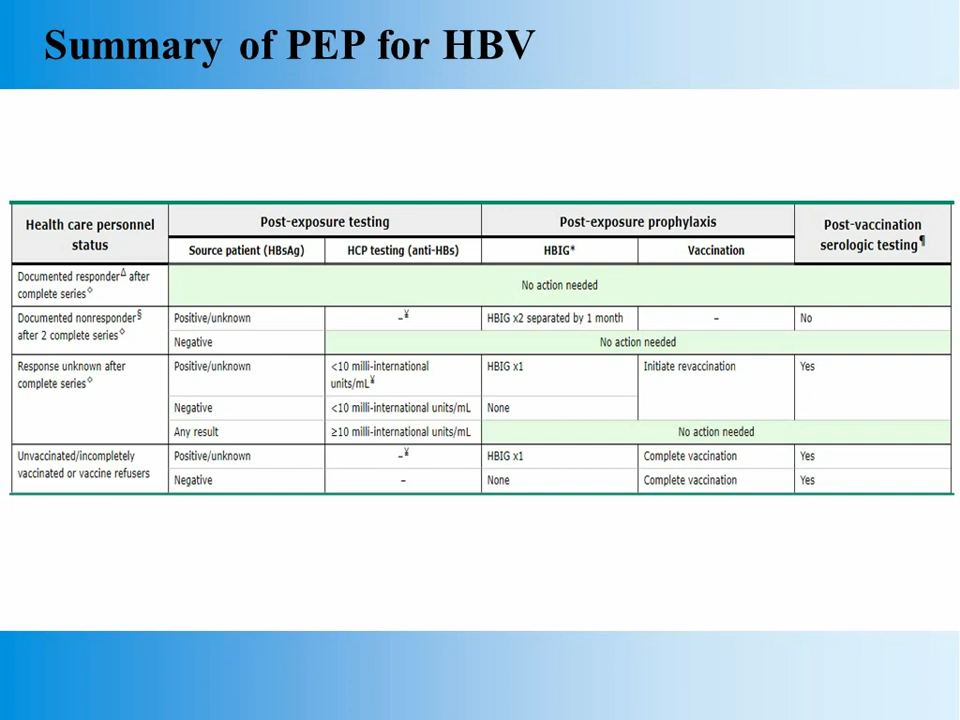 Summary of PEP for HBV
Health care personnel status Post-exposure testing Post-exposure prophylaxis Post-vaccination serologic testing¶
Source patient (HBsAg) HCP testing (anti-HBs) HBIG* Vaccination
Documented responderΔ after complete series◇ No action needed
Documented nonresponder§ after 2 complete series◇ Positive/unknown –¥ HBIG x2 separated by 1 month – No
Negative No action needed
Response unknown after complete series◇ Positive/unknown <10 milli-international units/mL¥ HBIG x1 Initiate revaccination Yes
Negative <10 milli-international units/mL None
Any result ≥10 milli-international units/mL No action needed
Unvaccinated/incompletely vaccinated or vaccine refusers Positive/unknown –¥ HBIG x1 Complete vaccination Yes
Negative – None Complete vaccination Yes